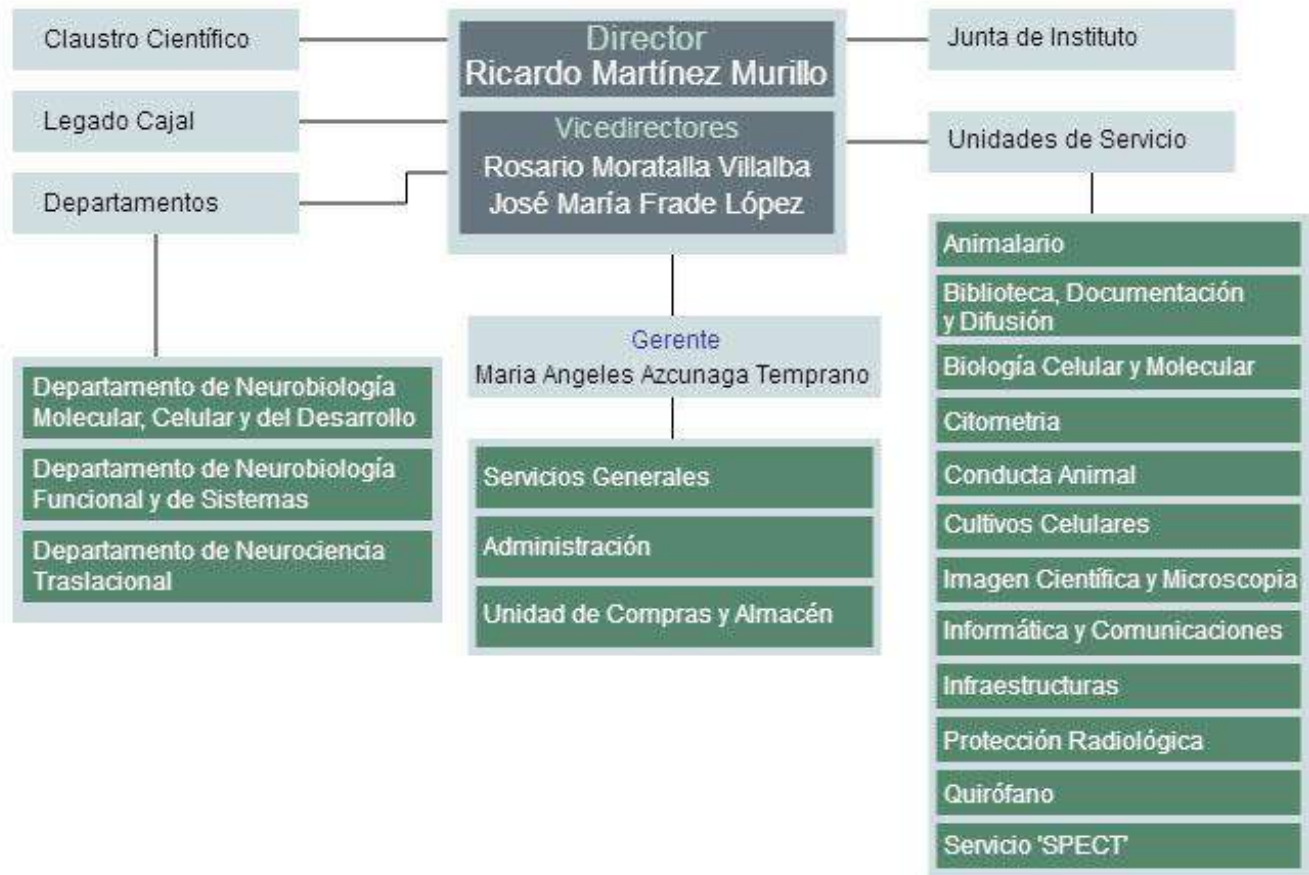 Claustro Científico
Legado Cajal
Departamentos
Director
Ricardo Martínez Murillo
Vicedirectores
Rosario Moratalla Villalba
José María Frade López
Junta de Instituto
Unidades de Servicio
Departamento de Neurobiología
Molecular, Celular y del Desarrollo
Departamento de Neurobiología
Funcional y de Sistemas
Departamento de Neurociencia
Traslacional
Gerente
Maria Angeles Azcunaga Temprano
Servicios Generales
Administración
Unidad de Compras y Almacén
Animalario
Biblioteca, Documentación
y Difusión
Biología Celular y Molecular
Citometria
Conducta Animal
Cultivos Celulares
Imagen Científica y Microscopia
Informática y Comunicaciones
Infraestructuras
Protección Radiológica
Quirófano
Servicio 'SPECT'